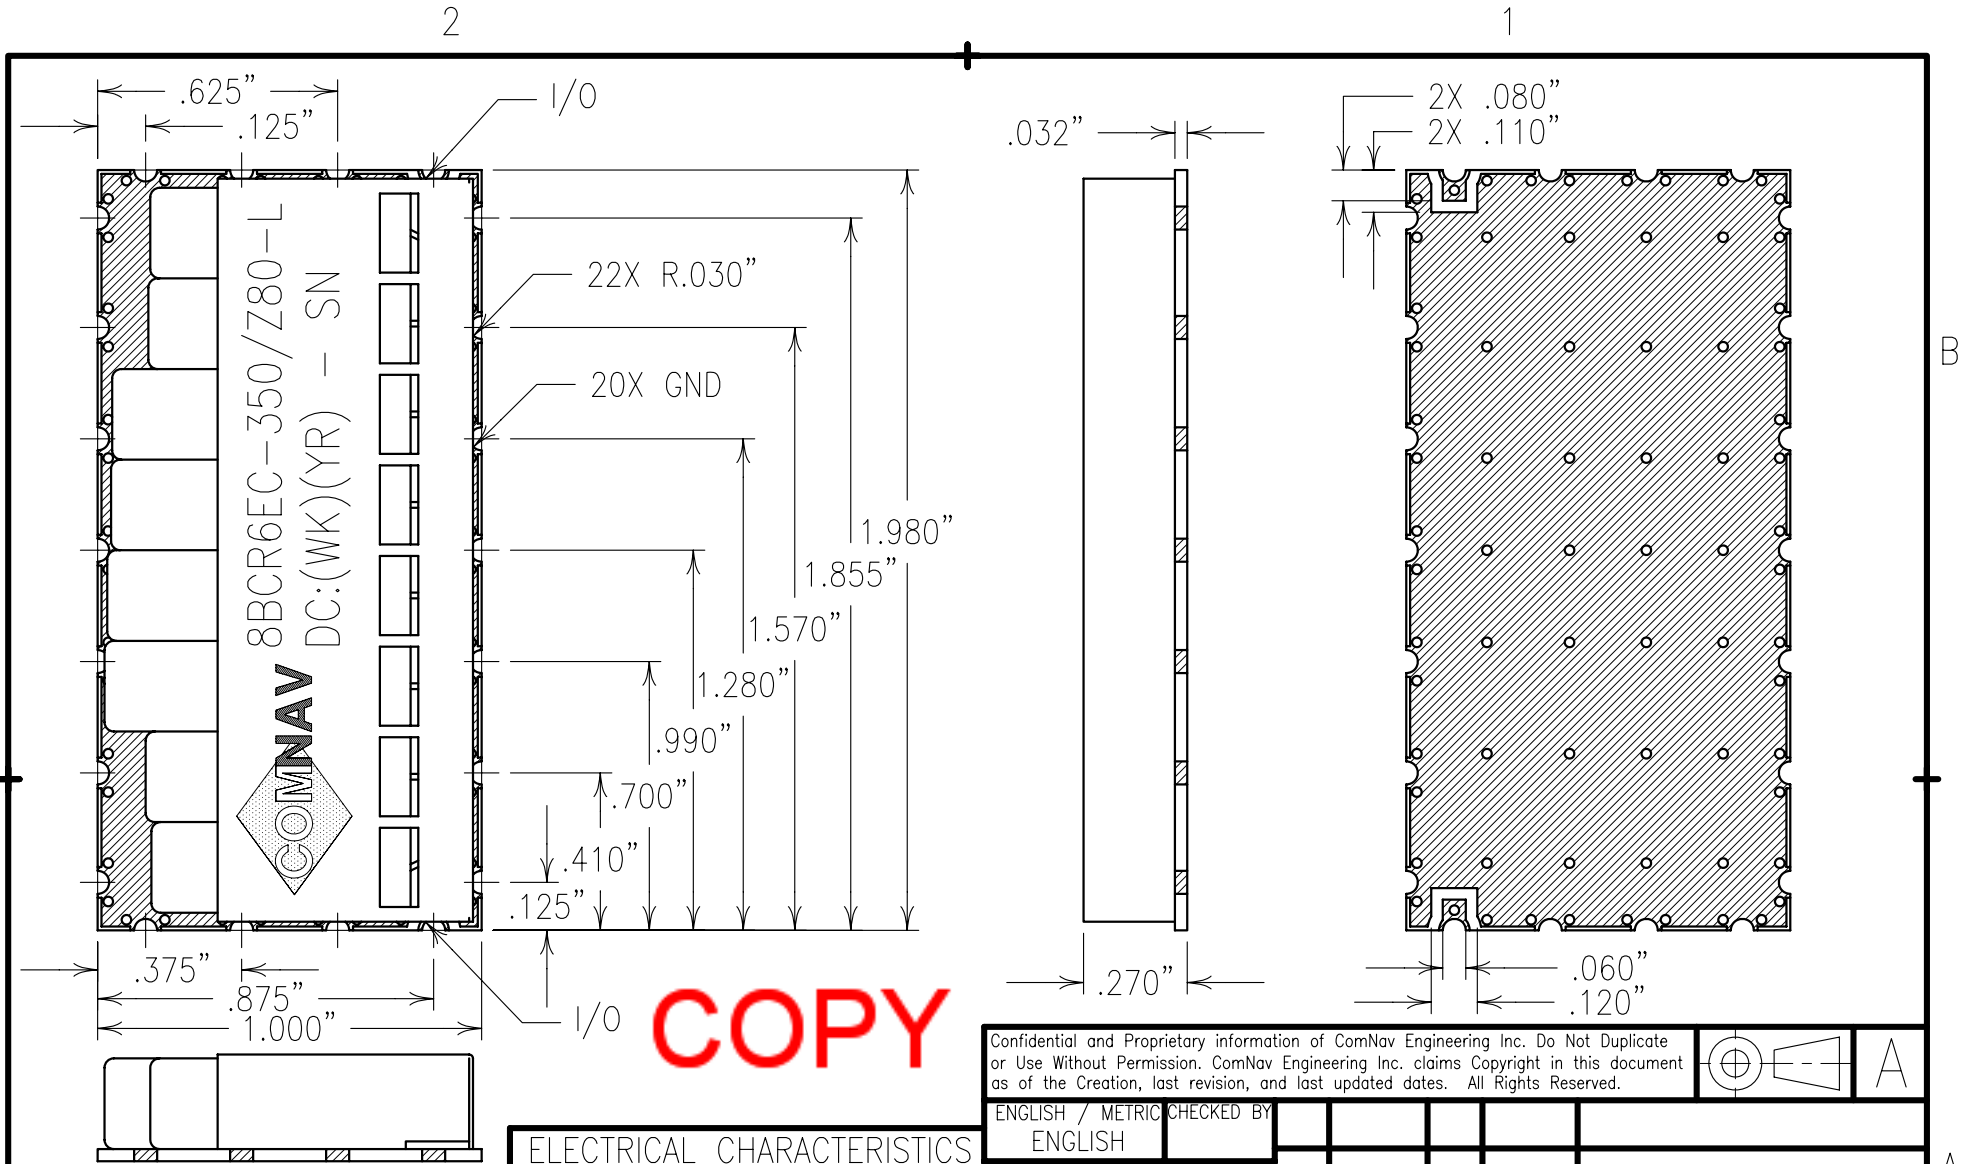 2
1
.625”
.125”
I/O
.032”
2X .080”
2X .110”
22X R.030”
20X GND
B
8BCR6EC-350/Z80-L
DC:(WK)(YR) - SN
COMNAV
1.980”
1.855”
1.570”
1.280”
.990”
.700”
.410”
.125”
.375”
.875”
1.000”
I/O
.270”
.060”
.120”
COPY
Confidential and Proprietary information of ComNav Engineering Inc. Do Not Duplicate
or Use Without Permission. ComNav Engineering Inc. claims Copyright in this document
as of the Creation, last revision, and last updated dates. All Rights Reserved.
A
ENGLISH / METRIC
ENGLISH
CHECKED BY
ELECTRICAL CHARACTERISTICS
A